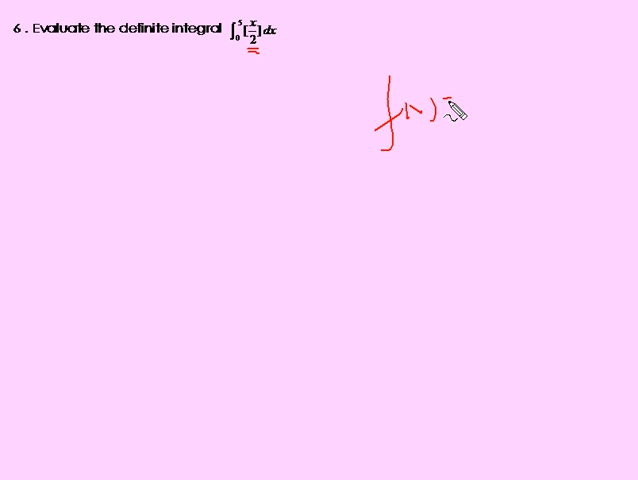 6 . Evaluate the definite integral ∫₀⁵[x/2]dx
f(x)=